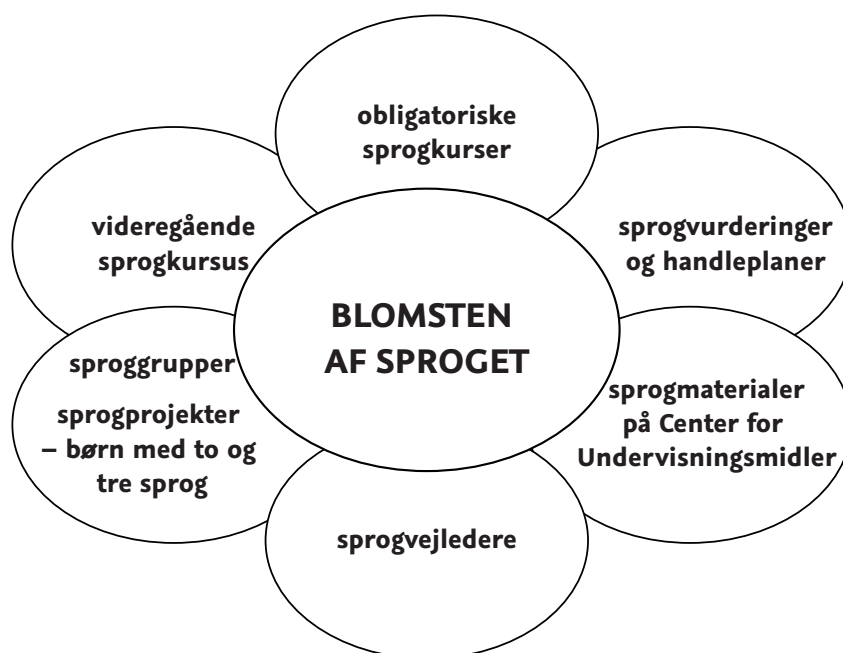 obligatoriske
sprogkurser
videregående
sprogkursus
sprogvurderinger
og handleplaner
BLOMSTEN
AF SPROGET
sproggrupper
sprogprojekter
– børn med to og
tre sprog
sprogmaterialer
på Center for
Undervisningsmidler
sprogvejledere